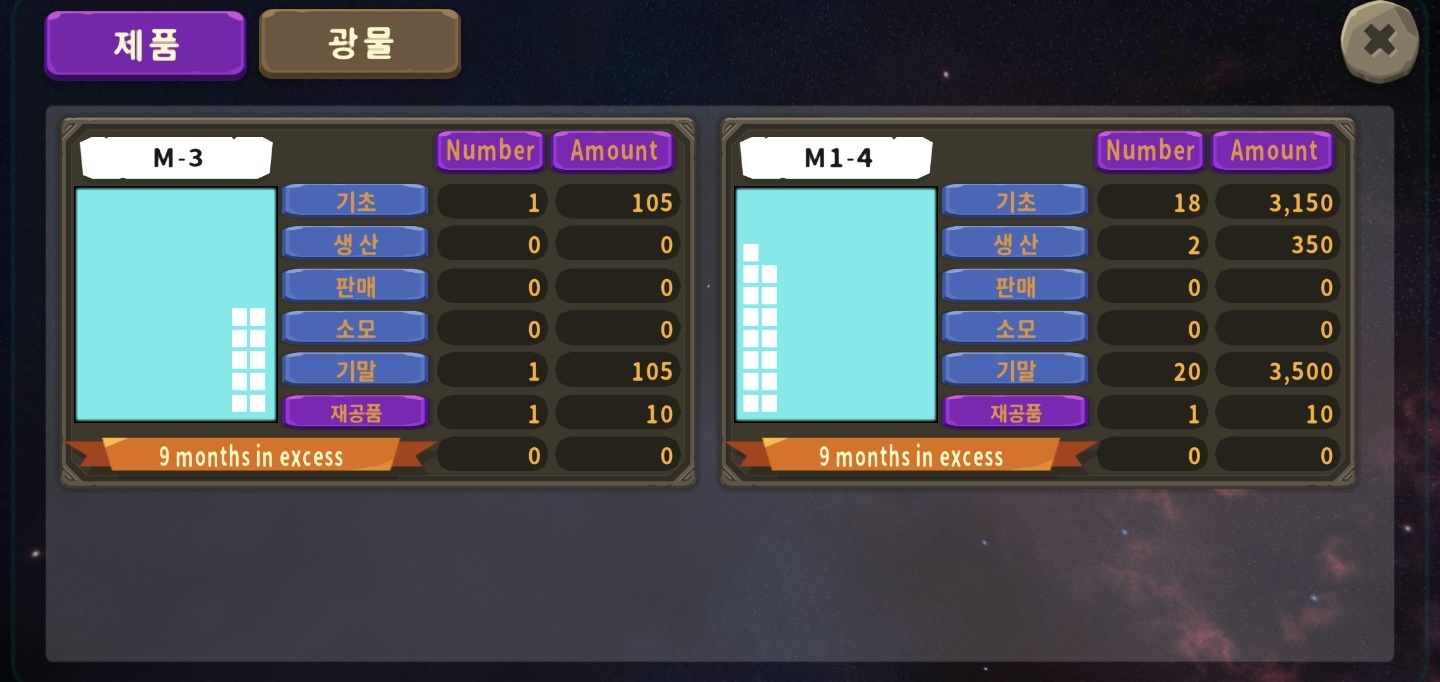 제품 광물
M-3 Number Amount
기초 1 105
생산 0 0
판매 0 0
소모 0 0
기말 1 105
재공품 1 10
9 months in excess 0 0
M1-4 Number Amount
기초 18 3,150
생산 2 350
판매 0 0
소모 0 0
기말 20 3,500
재공품 1 10
9 months in excess 0 0